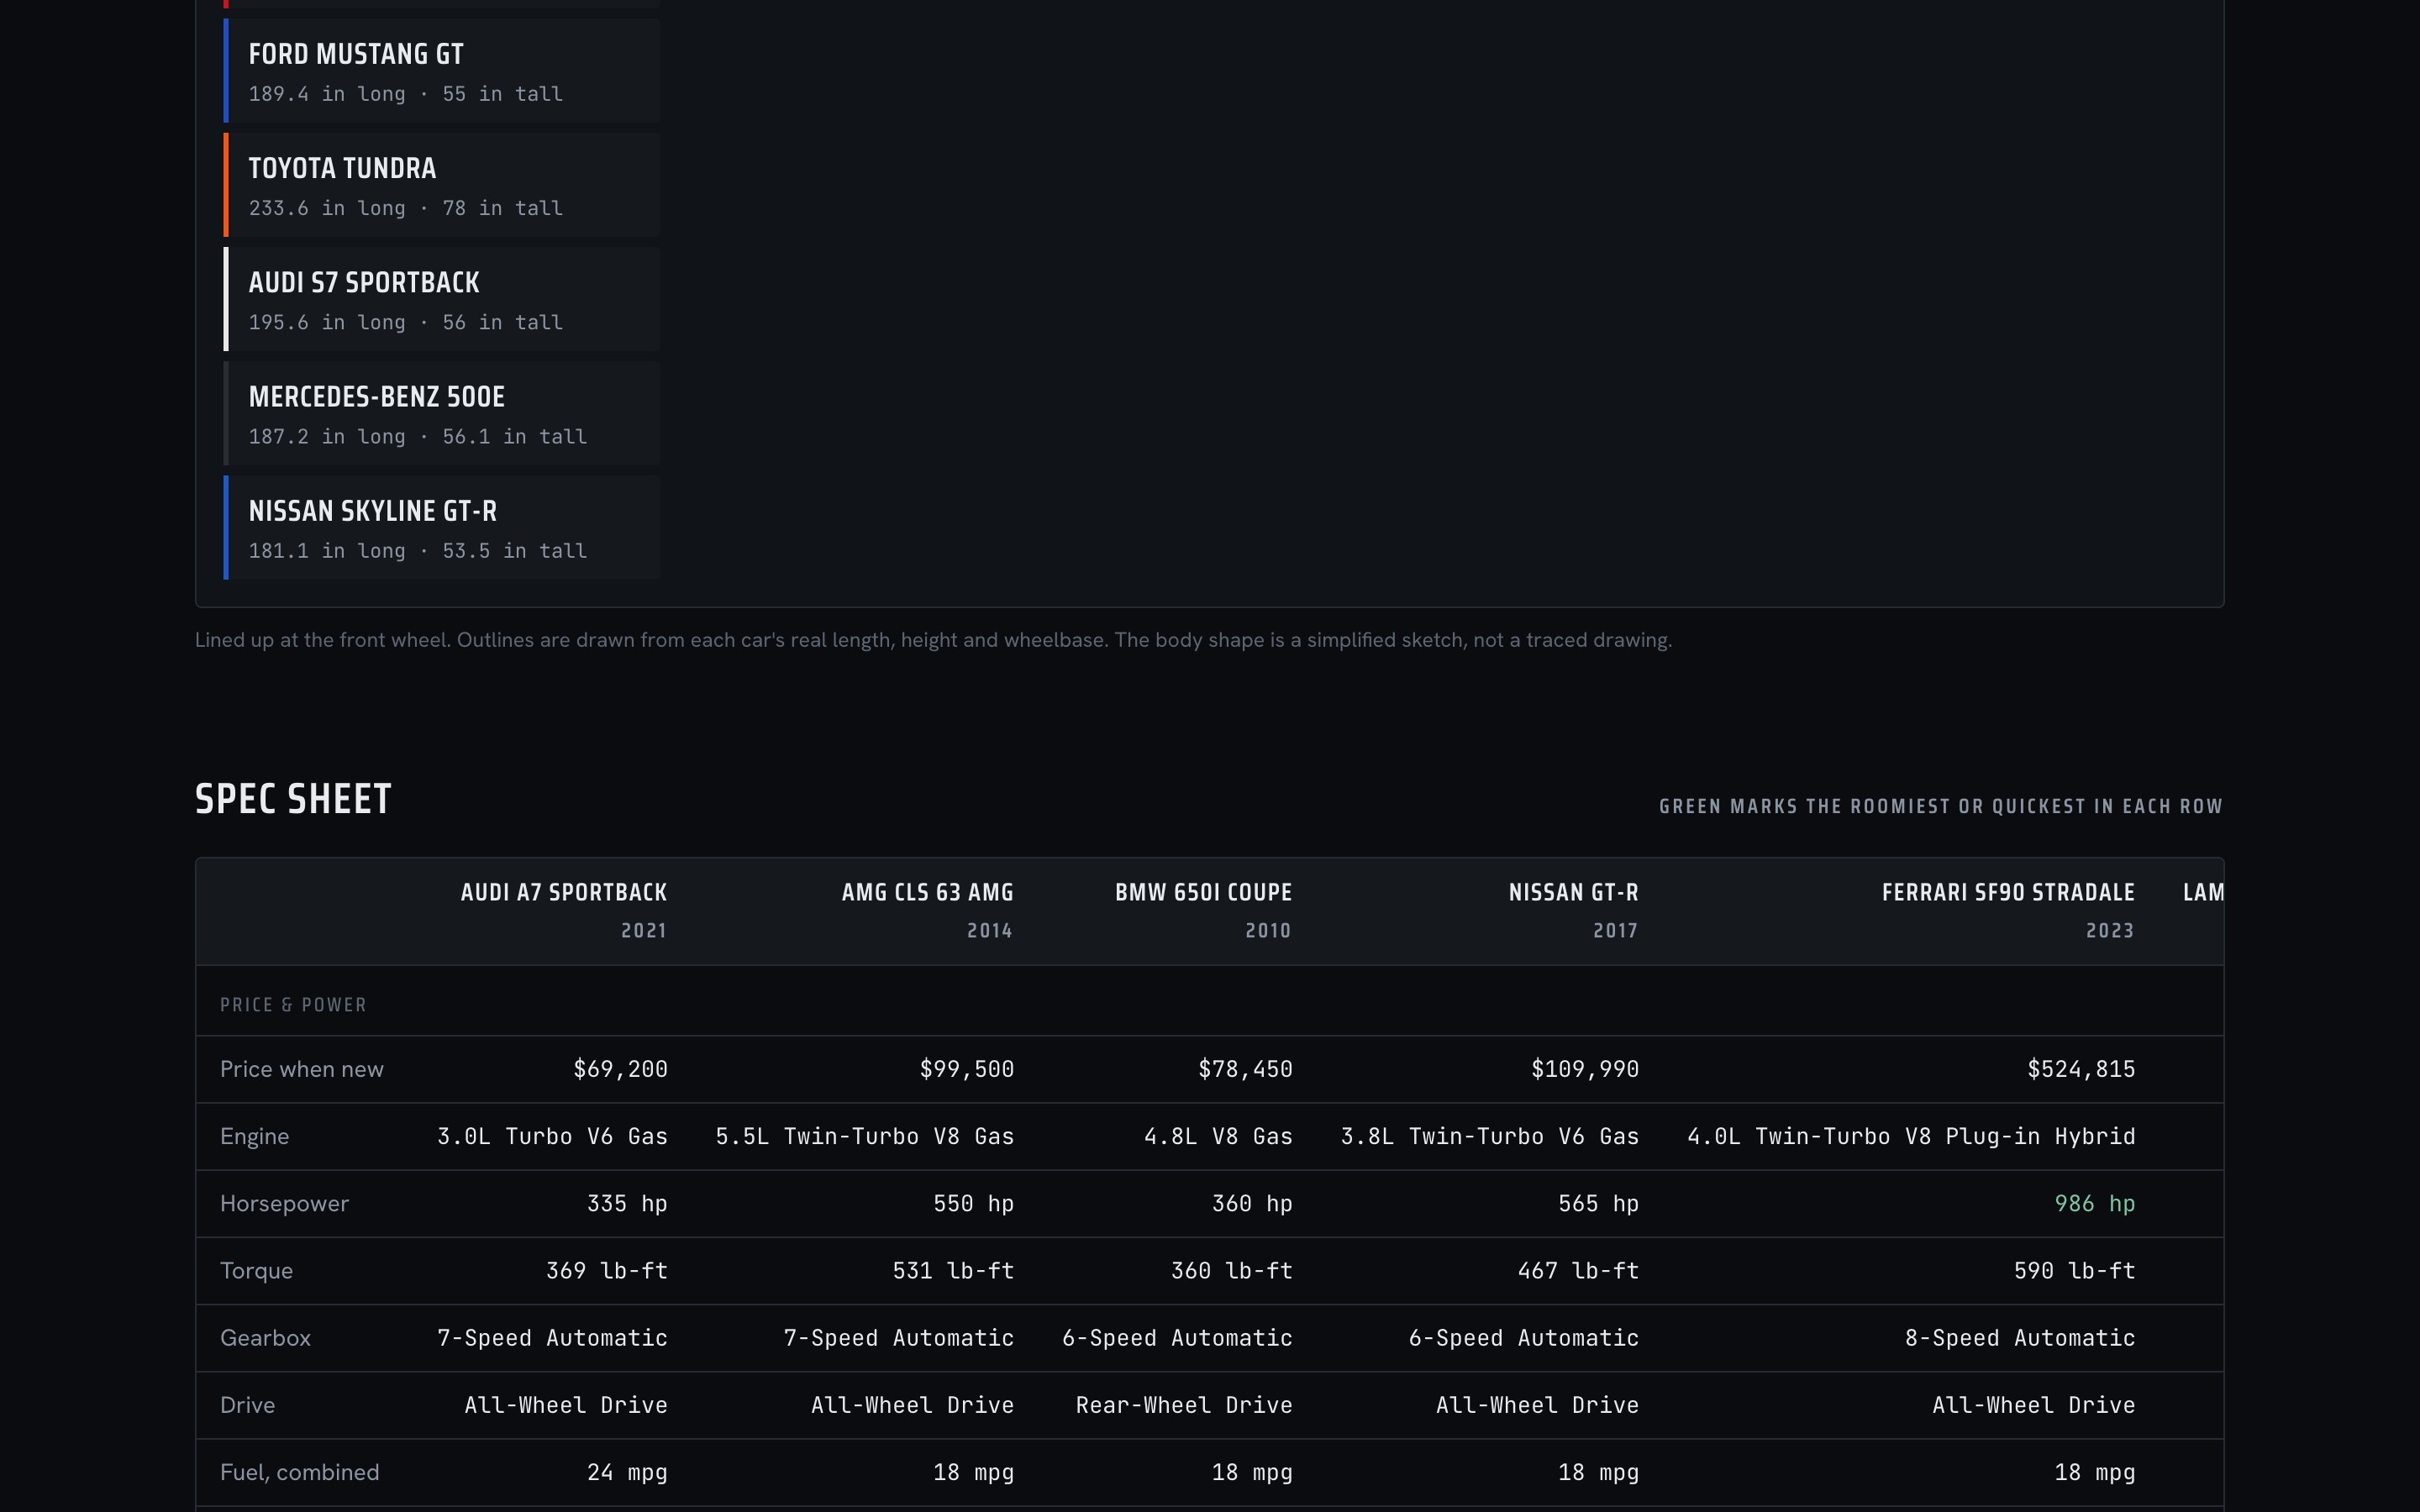 FORD MUSTANG GT
189.4 in long · 55 in tall
TOYOTA TUNDRA
233.6 in long · 78 in tall
AUDI S7 SPORTBACK
195.6 in long · 56 in tall
MERCEDES-BENZ 500E
187.2 in long · 56.1 in tall
NISSAN SKYLINE GT-R
181.1 in long · 53.5 in tall
Lined up at the front wheel. Outlines are drawn from each car's real length, height and wheelbase. The body shape is a simplified sketch, not a traced drawing.
SPEC SHEET
GREEN MARKS THE ROOMIEST OR QUICKEST IN EACH ROW
AUDI A7 SPORTBACK AMG CLS 63 AMG BMW 650I COUPE NISSAN GT-R FERRARI SF90 STRADALE LAM
2021 2014 2010 2017 2023
PRICE & POWER
Price when new $69,200 $99,500 $78,450 $109,990 $524,815
Engine 3.0L Turbo V6 Gas 5.5L Twin-Turbo V8 Gas 4.8L V8 Gas 3.8L Twin-Turbo V6 Gas 4.0L Twin-Turbo V8 Plug-in Hybrid
Horsepower 335 hp 550 hp 360 hp 565 hp 986 hp
Torque 369 lb-ft 531 lb-ft 360 lb-ft 467 lb-ft 590 lb-ft
Gearbox 7-Speed Automatic 7-Speed Automatic 6-Speed Automatic 6-Speed Automatic 8-Speed Automatic
Drive All-Wheel Drive All-Wheel Drive Rear-Wheel Drive All-Wheel Drive All-Wheel Drive
Fuel, combined 24 mpg 18 mpg 18 mpg 18 mpg 18 mpg